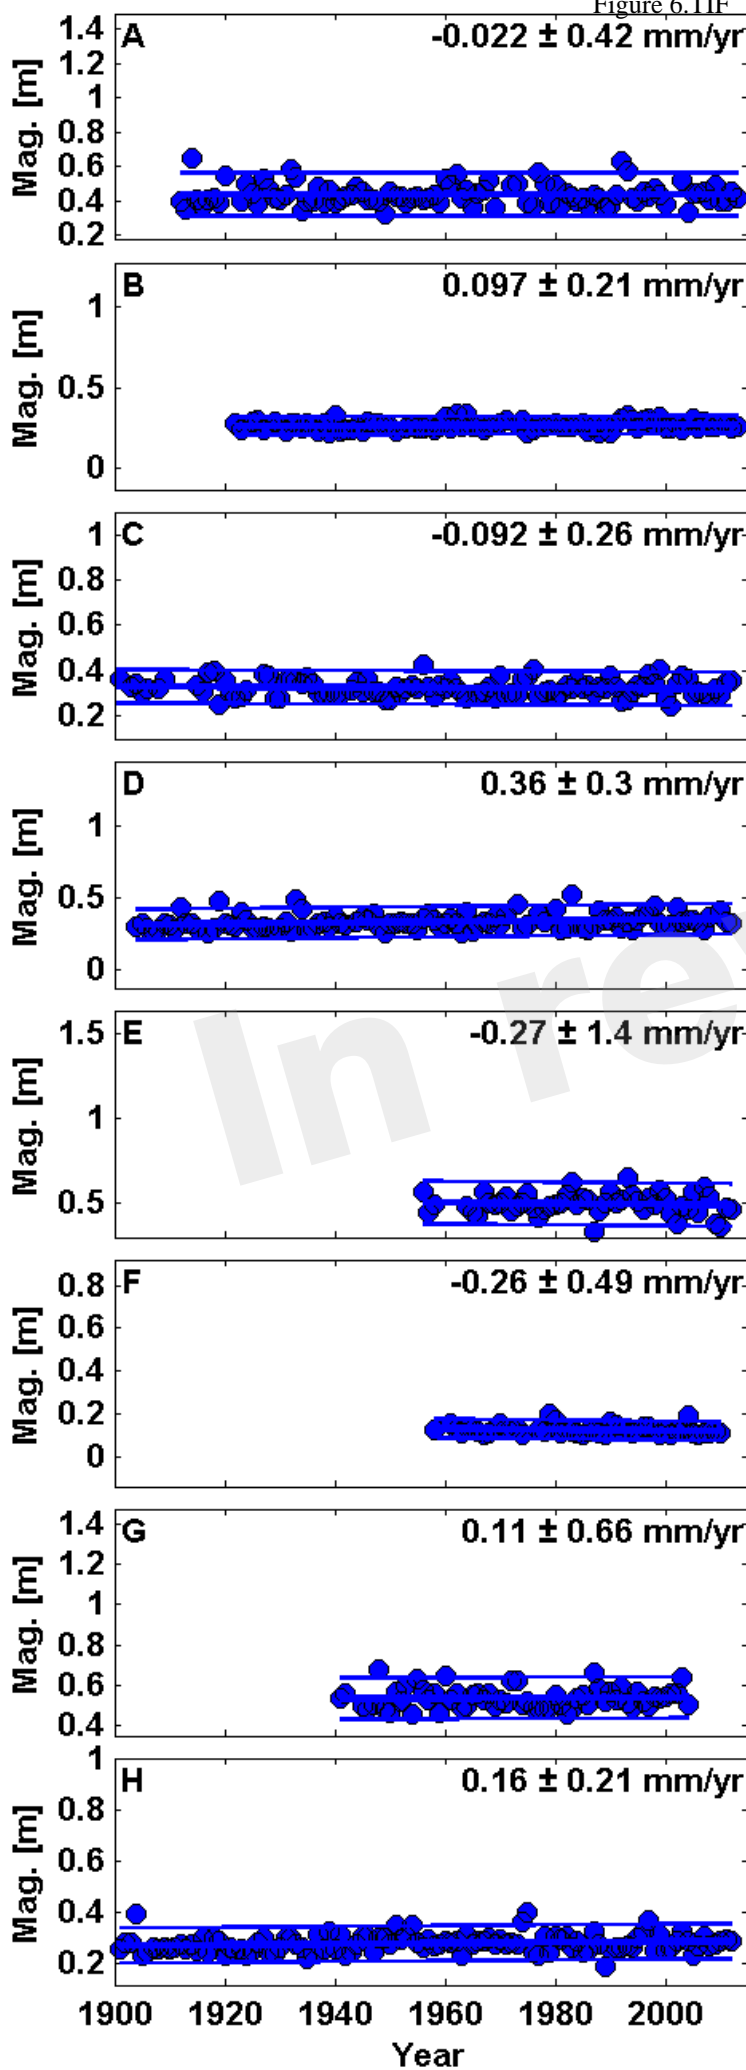 Figure 6.TIF
A
-0.022 ± 0.42 mm/yr
1.4
1.2
1
0.8
0.6
0.4
0.2
Mag. [m]
B
0.097 ± 0.21 mm/yr
1
0.5
0
Mag. [m]
C
-0.092 ± 0.26 mm/yr
1
0.8
0.6
0.4
0.2
Mag. [m]
D
0.36 ± 0.3 mm/yr
1
0.5
0
Mag. [m]
In re
E
-0.27 ± 1.4 mm/yr
1.5
1
0.5
Mag. [m]
F
-0.26 ± 0.49 mm/yr
0.8
0.6
0.4
0.2
0
Mag. [m]
G
0.11 ± 0.66 mm/yr
1.4
1.2
1
0.8
0.6
0.4
Mag. [m]
H
0.16 ± 0.21 mm/yr
1
0.8
0.6
0.4
0.2
Mag. [m]
1900 1920 1940 1960 1980 2000
Year